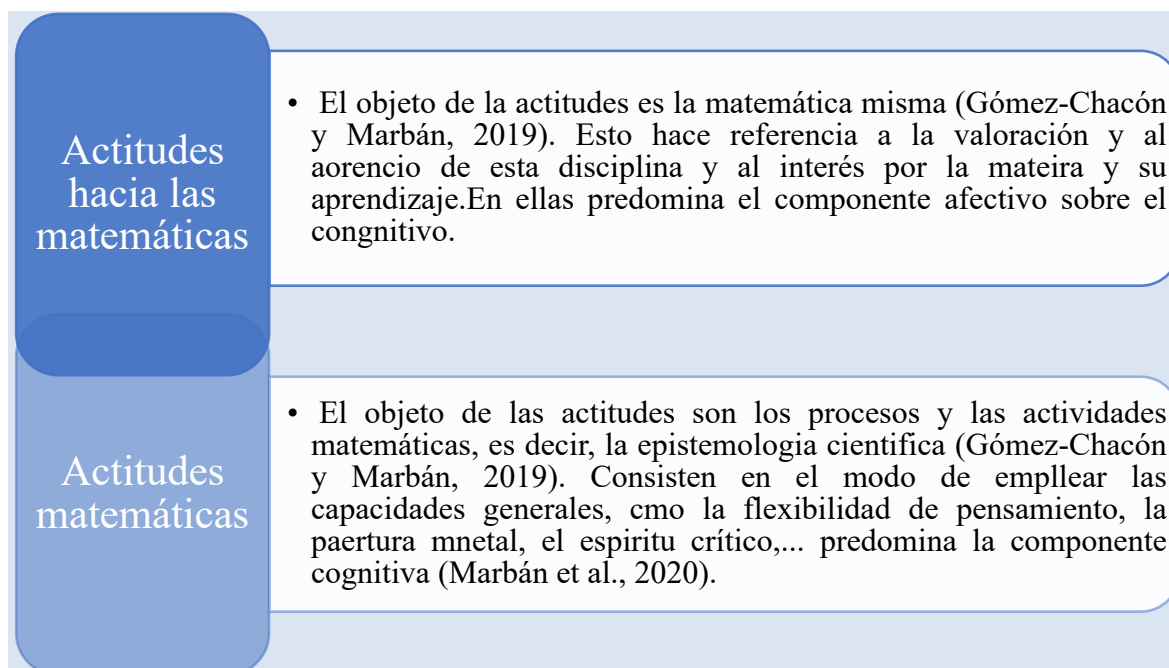 Actitudes
hacia las
matemáticas
• El objeto de la actitudes es la matemática misma (Gómez-Chacón
y Marbán, 2019). Esto hace referencia a la valoración y al
aorencio de esta disciplina y al interés por la mateira y su
aprendizaje.En ellas predomina el componente afectivo sobre el
congnitivo.
Actitudes
matemáticas
• El objeto de las actitudes son los procesos y las actividades
matemáticas, es decir, la epistemologia cientifica (Gómez-Chacón
y Marbán, 2019). Consisten en el modo de empllear las
capacidades generales, cmo la flexibilidad de pensamiento, la
paertura mnetal, el espiritu crítico,... predomina la componente
cognitiva (Marbán et al., 2020).